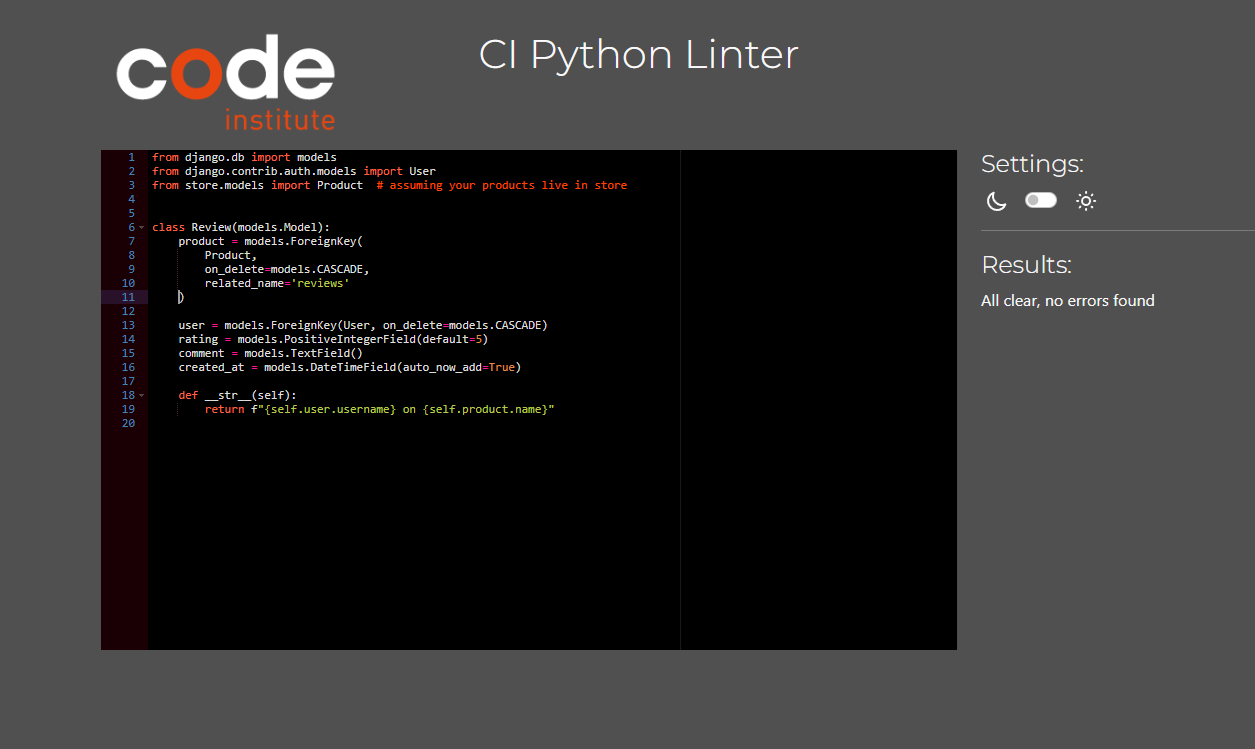 code
institute
CI Python Linter
1 from django.db import models
2 from django.contrib.auth.models import User
3 from store.models import Product  # assuming your products live in store
4
5
6 class Review(models.Model):
7     product = models.ForeignKey(
8         Product,
9         on_delete=models.CASCADE,
10         related_name='reviews'
11     )
12
13     user = models.ForeignKey(User, on_delete=models.CASCADE)
14     rating = models.PositiveIntegerField(default=5)
15     comment = models.TextField()
16     created_at = models.DateTimeField(auto_now_add=True)
17
18     def __str__(self):
19         return f"{self.user.username} on {self.product.name}"
20
Settings:
Results:
All clear, no errors found